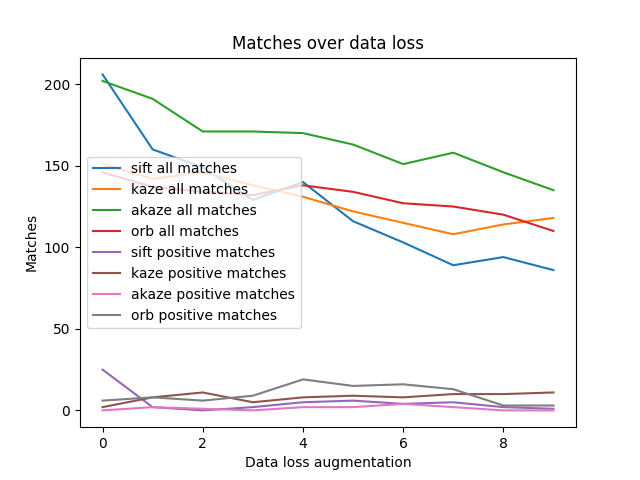 Matches over data loss
Matches
200
150
100
50
0
sift all matches
kaze all matches
akaze all matches
orb all matches
sift positive matches
kaze positive matches
akaze positive matches
orb positive matches
0 2 4 6 8
Data loss augmentation